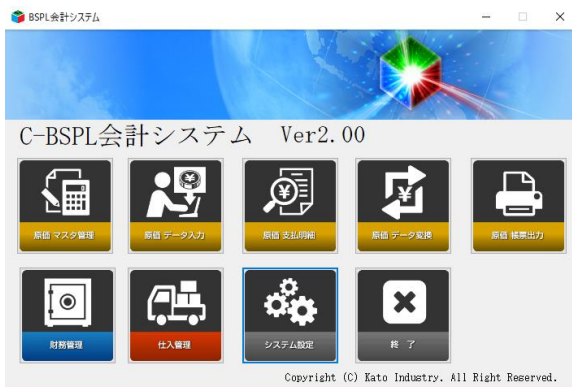 BSPL会計システム
C-BSPL会計システム Ver2.00
原価 マスタ管理
原価 データ入力
原価 支払明細
原価 データ変換
原価 帳票出力
財務管理
仕入管理
システム設定
終 了
Copyright (C) Kato Industry. All Right Reserved.